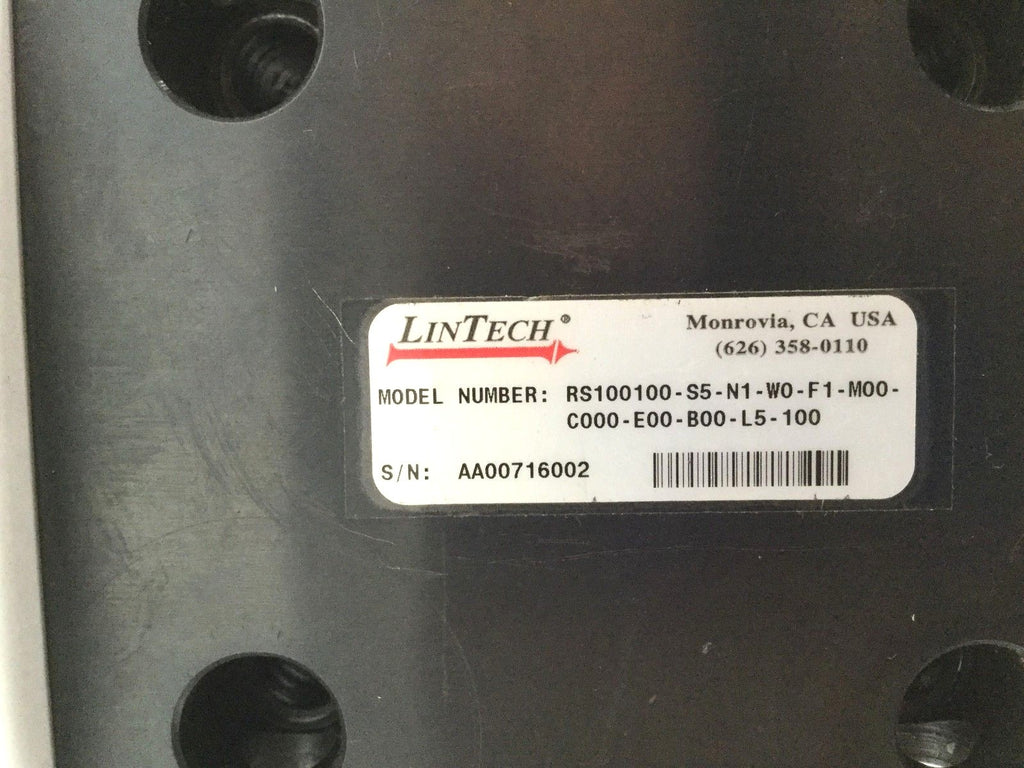 LINTECH®
Monrovia, CA USA
(626) 358-0110
MODEL NUMBER: RS100100-S5-N1-W0-F1-M00-
C000-E00-B00-L5-100
S/N: AA00716002